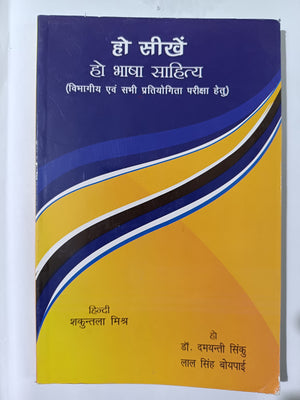 हो सीखें
हो भाषा साहित्य
(विभागीय एवं सभी प्रतियोगिता परीक्षा हेतु)
हिन्दी
शकुन्तला मिश्र
हो
डॉ. दमयन्ती सिंकु
लाल सिंह बोयपाई